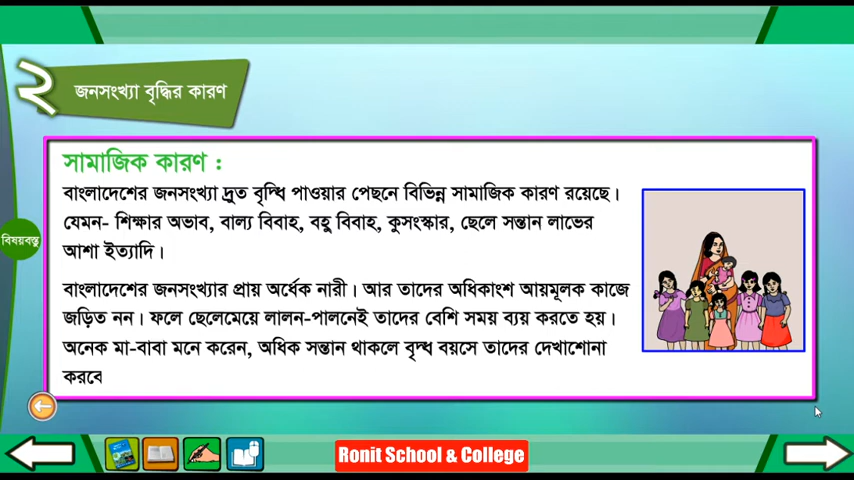 ২
জনসংখ্যা বৃদ্ধির কারণ
সামাজিক কারণ :
বাংলাদেশের জনসংখ্যা দ্রুত বৃদ্ধি পাওয়ার পেছনে বিভিন্ন সামাজিক কারণ রয়েছে।
যেমন- শিক্ষার অভাব, বাল্য বিবাহ, বহু বিবাহ, কুসংস্কার, ছেলে সন্তান লাভের
আশা ইত্যাদি।
বাংলাদেশের জনসংখ্যার প্রায় অর্ধেক নারী। আর তাদের অধিকাংশ আয়মূলক কাজে
জড়িত নন। ফলে ছেলেমেয়ে লালন-পালনেই তাদের বেশি সময় ব্যয় করতে হয়।
অনেক মা-বাবা মনে করেন, অধিক সন্তান থাকলে বৃদ্ধ বয়সে তাদের দেখাশোনা
করবে
বিষয়বস্তু
Ronit School & College